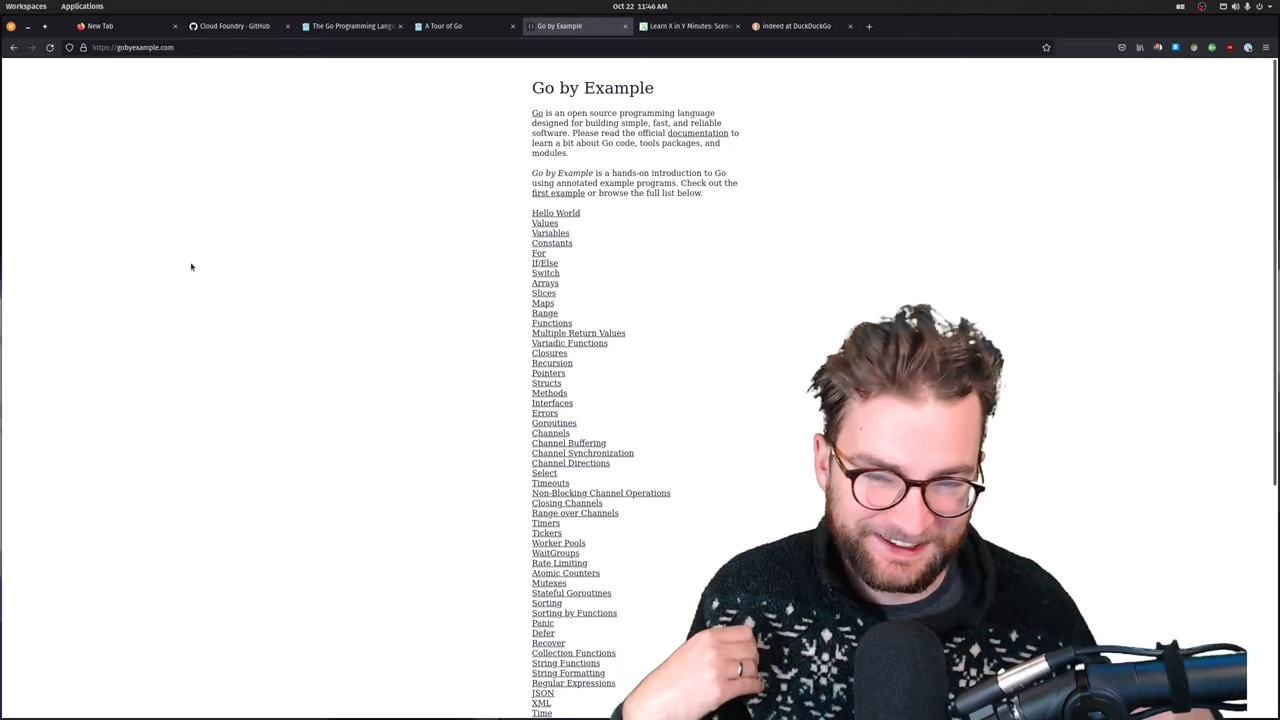 Workspaces
Applications
Oct 22 11:46 AM
New Tab
Cloud Foundry · GitHub
The Go Programming Lang
A Tour of Go
Go by Example
Learn X in Y Minutes: Scenic
indeed at DuckDuckGo
https://gobyexample.com
Go by Example
Go is an open source programming language
designed for building simple, fast, and reliable
software. Please read the official documentation to
learn a bit about Go code, tools packages, and
modules.
Go by Example is a hands-on introduction to Go
using annotated example programs. Check out the
first example or browse the full list below.
Hello World
Values
Variables
Constants
For
If/Else
Switch
Arrays
Slices
Maps
Range
Functions
Multiple Return Values
Variadic Functions
Closures
Recursion
Pointers
Structs
Methods
Interfaces
Errors
Goroutines
Channels
Channel Buffering
Channel Synchronization
Channel Directions
Select
Timeouts
Non-Blocking Channel Operations
Closing Channels
Range over Channels
Timers
Tickers
Worker Pools
WaitGroups
Rate Limiting
Atomic Counters
Mutexes
Stateful Goroutines
Sorting
Sorting by Functions
Panic
Defer
Recover
Collection Functions
String Functions
String Formatting
Regular Expressions
JSON
XML
Time